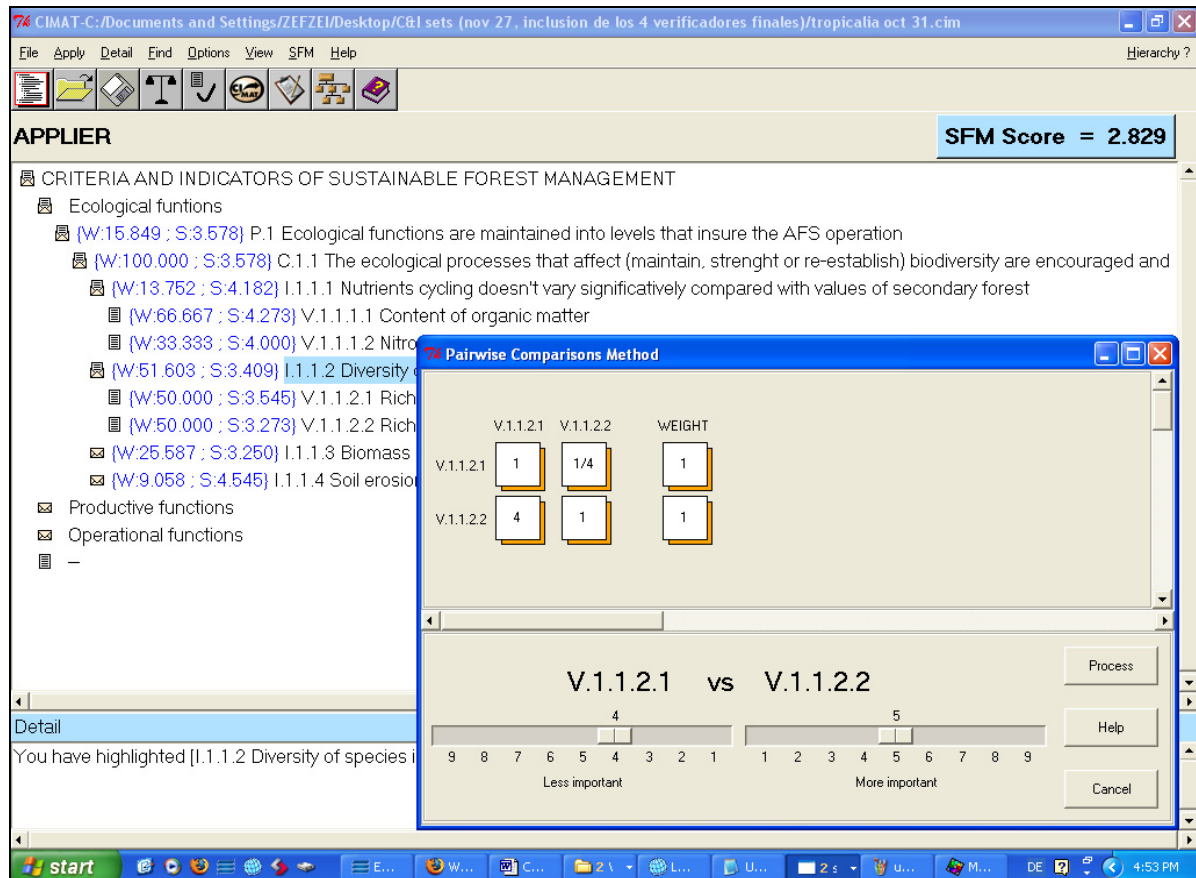 CIMAT-C:/Documents and Settings/ZEFZEI/Desktop/C&I sets (nov 27, inclusion de los 4 verificadores finales)/tropicalia oct 31.cim
File Apply Detail Find Options View SFM Help Hierarchy ?
CIMAT
APPLIER
SFM Score = 2.829
CRITERIA AND INDICATORS OF SUSTAINABLE FOREST MANAGEMENT
Ecological funtions
{W:15.849 ; S:3.578} P.1 Ecological functions are maintained into levels that insure the AFS operation
{W:100.000 ; S:3.578} C.1.1 The ecological processes that affect (maintain, strenght or re-establish) biodiversity are encouraged and
{W:13.752 ; S:4.182} I.1.1.1 Nutrients cycling doesn't vary significatively compared with values of secondary forest
{W:66.667 ; S:4.273} V.1.1.1.1 Content of organic matter
{W:33.333 ; S:4.000} V.1.1.1.2 Nitro
{W:51.603 ; S:3.409} I.1.1.2 Diversity
{W:50.000 ; S:3.545} V.1.1.2.1 Rich
{W:50.000 ; S:3.273} V.1.1.2.2 Rich
{W:25.587 ; S:3.250} I.1.1.3 Biomass
{W:9.058 ; S:4.545} I.1.1.4 Soil erosio
Productive functions
Operational functions
–
Pairwise Comparisons Method
V.1.1.2.1 V.1.1.2.2 WEIGHT
V.1.1.2.1 1 1/4 1
V.1.1.2.2 4 1 1
V.1.1.2.1 vs V.1.1.2.2
4 5
9 8 7 6 5 4 3 2 1 1 2 3 4 5 6 7 8 9
Less important More important
Process
Help
Cancel
Detail
You have highlighted [I.1.1.2 Diversity of species i
start E... W... C... 2 \ L... U... 2 s u... M... DE 4:53 PM